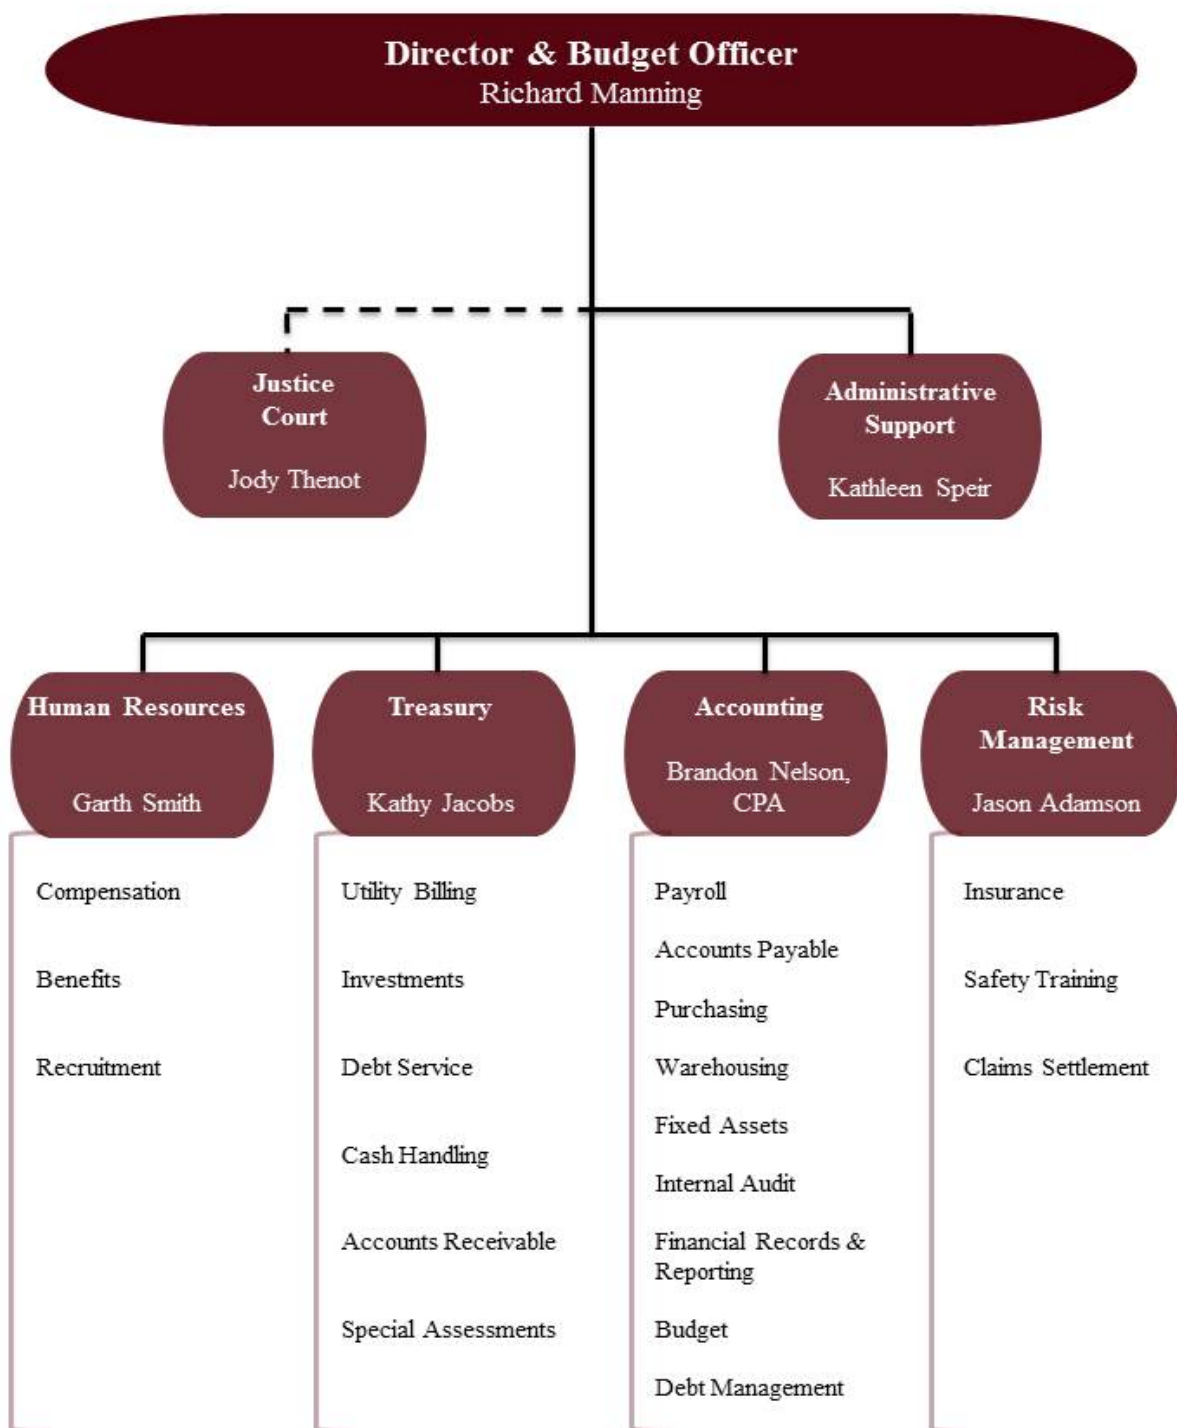 Director & Budget Officer
Richard Manning
Justice
Court
Jody Thenot
Administrative
Support
Kathleen Speir
Human Resources
Garth Smith
Treasury
Kathy Jacobs
Accounting
Brandon Nelson,
CPA
Risk
Management
Jason Adamson
Compensation
Benefits
Recruitment
Utility Billing
Investments
Debt Service
Cash Handling
Accounts Receivable
Special Assessments
Payroll
Accounts Payable
Purchasing
Warehousing
Fixed Assets
Internal Audit
Financial Records &
Reporting
Budget
Debt Management
Insurance
Safety Training
Claims Settlement